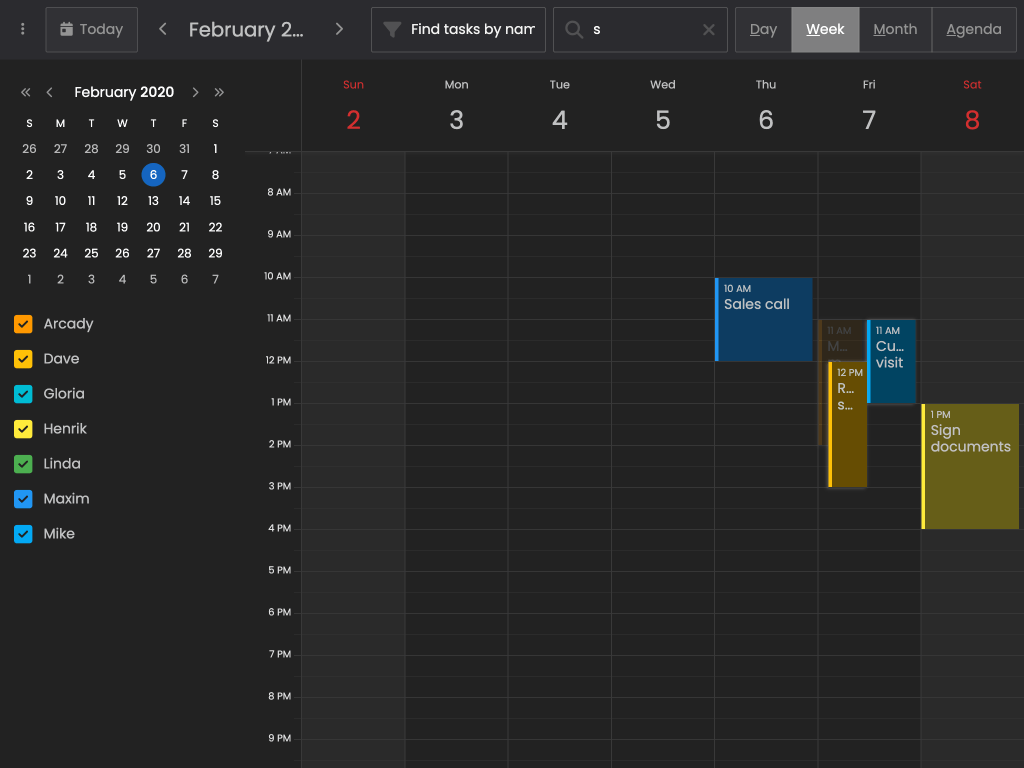 Today
February 2...
Find tasks by nam
s
Day
Week
Month
Agenda
February 2020
S M T W T F S
26 27 28 29 30 31 1
2 3 4 5 6 7 8
9 10 11 12 13 14 15
16 17 18 19 20 21 22
23 24 25 26 27 28 29
1 2 3 4 5 6 7
Arcady
Dave
Gloria
Henrik
Linda
Maxim
Mike
Sun Mon Tue Wed Thu Fri Sat
2 3 4 5 6 7 8
8 AM
9 AM
10 AM
11 AM
12 PM
1 PM
2 PM
3 PM
4 PM
5 PM
6 PM
7 PM
8 PM
9 PM
10 AM
Sales call
11 AM
M...
12 PM
R...
s...
11 AM
Cu...
visit
1 PM
Sign
documents